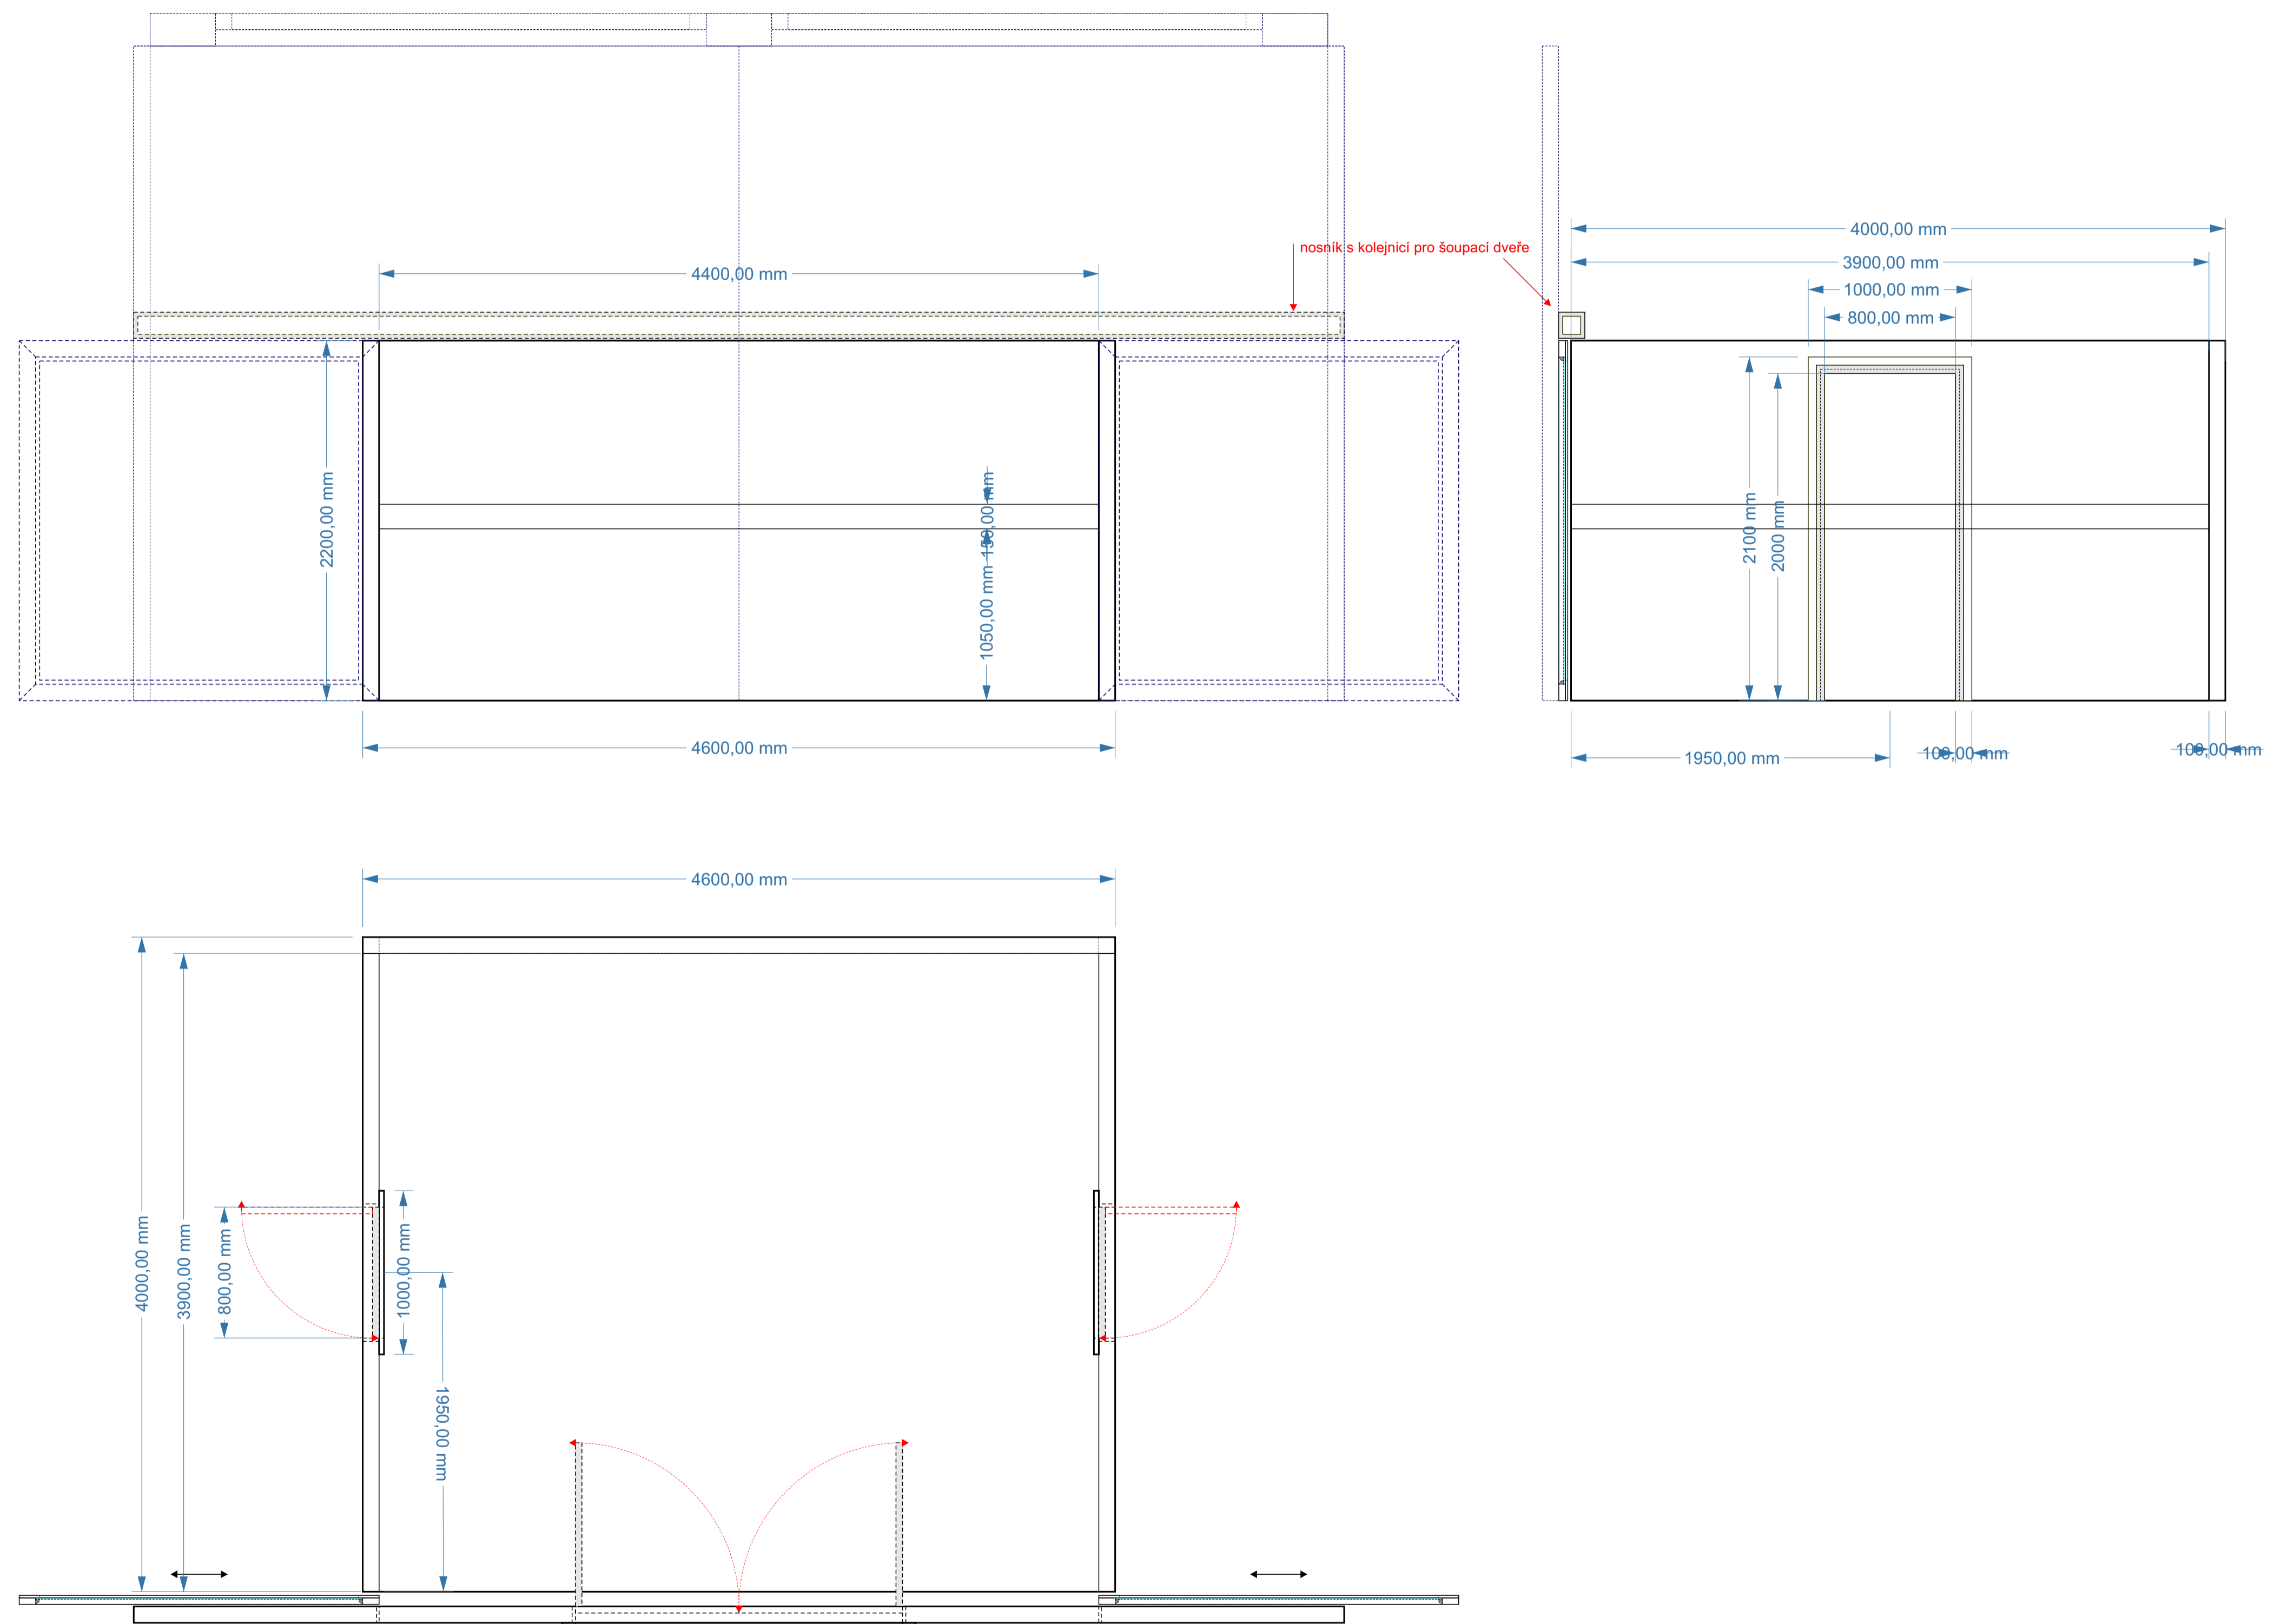 4000,00 mm
nosník s kolejnicí pro šoupací dveře
3900,00 mm
4400,00 mm
1000,00 mm
800,00 mm
2200,00 mm
150,00 mm
1050,00 mm
2100 mm
2000 mm
4600,00 mm
1950,00 mm
100,00 mm
100,00 mm
4600,00 mm
4000,00 mm
3900,00 mm
800,00 mm
1000,00 mm
1950,00 mm